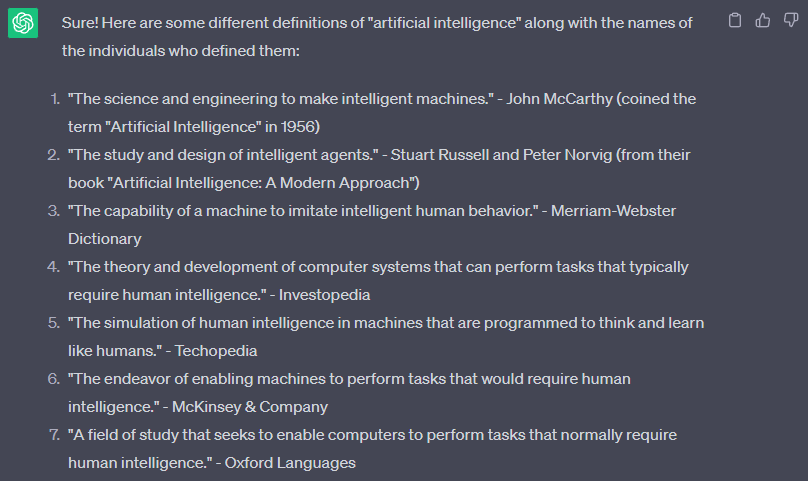 Sure! Here are some different definitions of "artificial intelligence" along with the names of
the individuals who defined them:
1. "The science and engineering to make intelligent machines." - John McCarthy (coined the
term "Artificial Intelligence" in 1956)
2. "The study and design of intelligent agents." - Stuart Russell and Peter Norvig (from their
book "Artificial Intelligence: A Modern Approach")
3. "The capability of a machine to imitate intelligent human behavior." - Merriam-Webster
Dictionary
4. "The theory and development of computer systems that can perform tasks that typically
require human intelligence." - Investopedia
5. "The simulation of human intelligence in machines that are programmed to think and learn
like humans." - Techopedia
6. "The endeavor of enabling machines to perform tasks that would require human
intelligence." - McKinsey & Company
7. "A field of study that seeks to enable computers to perform tasks that normally require
human intelligence." - Oxford Languages